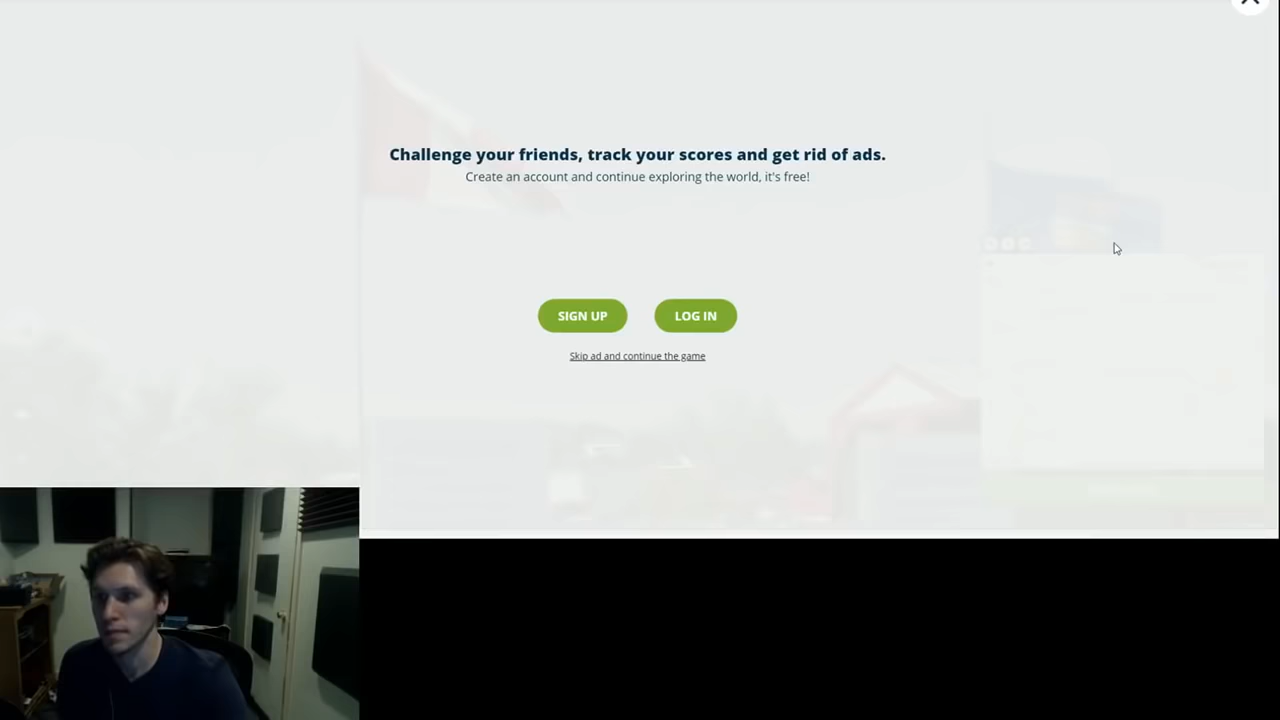 Challenge your friends, track your scores and get rid of ads.
Create an account and continue exploring the world, it's free!
SIGN UP
LOG IN
Skip ad and continue the game